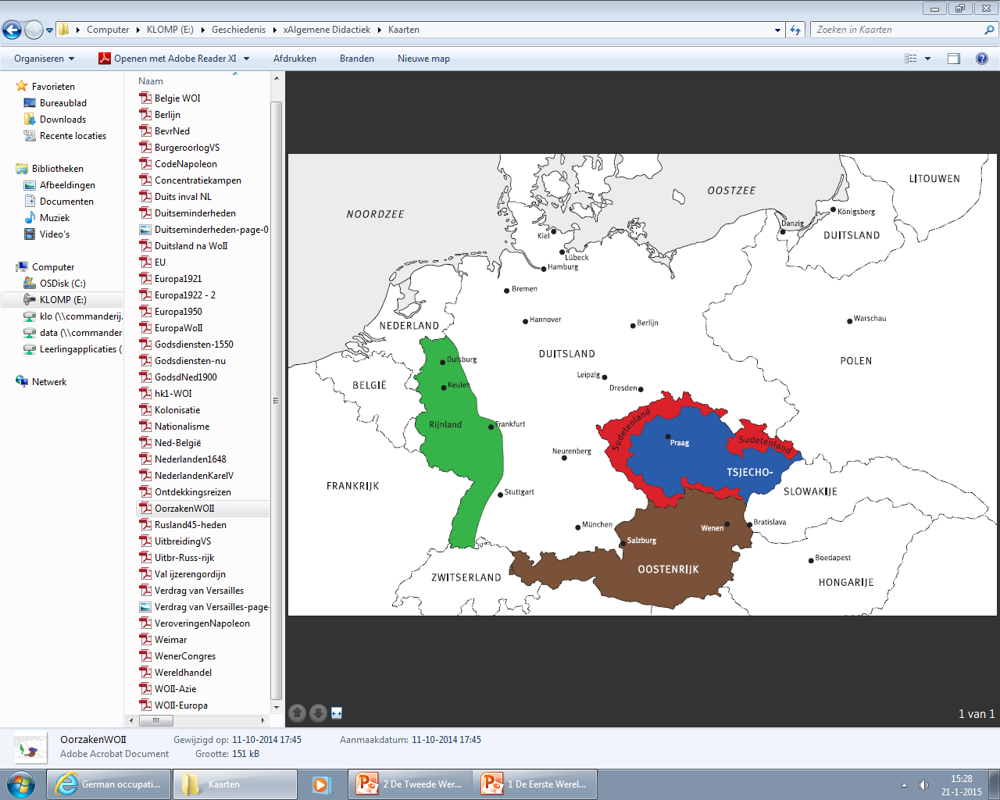 Computer KLOMP (E:) Geschiedenis xAlgemene Didactiek Kaarten
Zoeken in Kaarten
Organiseren Openen met Adobe Reader XI Afdrukken Branden Nieuwe map
Favorieten
Bureaublad
Downloads
Recente locaties
Bibliotheken
Afbeeldingen
Documenten
Muziek
Video's
Computer
OSDisk (C:)
KLOMP (E:)
klo (\\commanderij.
data (\\commander
Leerlingapplicaties (
Netwerk
Naam
Belgie WOI
Berlijn
BevrNed
BurgeroorlogVS
CodeNapoleon
Concentratiekampen
Duits inval NL
Duitseminderheden
Duitseminderheden-page-0
Duitsland na WoII
EU
Europa1921
Europa1922 - 2
Europa1950
EuropaWoII
Godsdiensten-1550
Godsdiensten-nu
GodsdNed1900
hk1-WOI
Kolonisatie
Nationalisme
Ned-België
Nederlanden1648
NederlandenKarelV
Ontdekkingsreizen
OorzakenWOII
Rusland45-heden
UitbreidingVS
Uitbr-Russ-rijk
Val ijzerengordijn
Verdrag van Versailles
Verdrag van Versailles-page-
VeroveringenNapoleon
Weimar
WenerCongres
Wereldhandel
WOII-Azie
WOII-Europa
LITOUWEN
OOSTZEE
NOORDZEE
Königsberg
Danzig
DUITSLAND
Kiel
Lübeck
Hamburg
Bremen
Hannover
Berlijn
Warschau
NEDERLAND
DUITSLAND
POLEN
Duisburg
Leipzig
Dresden
BELGIË
Keulen
Rijnland
Frankfurt
Sudetenland
Praag
Sudetenland
Neurenberg
TSJECHO-
SLOWAKIJE
FRANKRIJK
Stuttgart
München
Wenen
Bratislava
Salzburg
OOSTENRIJK
Boedapest
ZWITSERLAND
HONGARIJE
1 van 1
OorzakenWOII Gewijzigd op: 11-10-2014 17:45 Aanmaakdatum: 11-10-2014 17:45
Adobe Acrobat Document Grootte: 151 kB
German occupati... Kaarten 2 De Tweede Wer... 1 De Eerste Werel...
15:28
21-1-2015